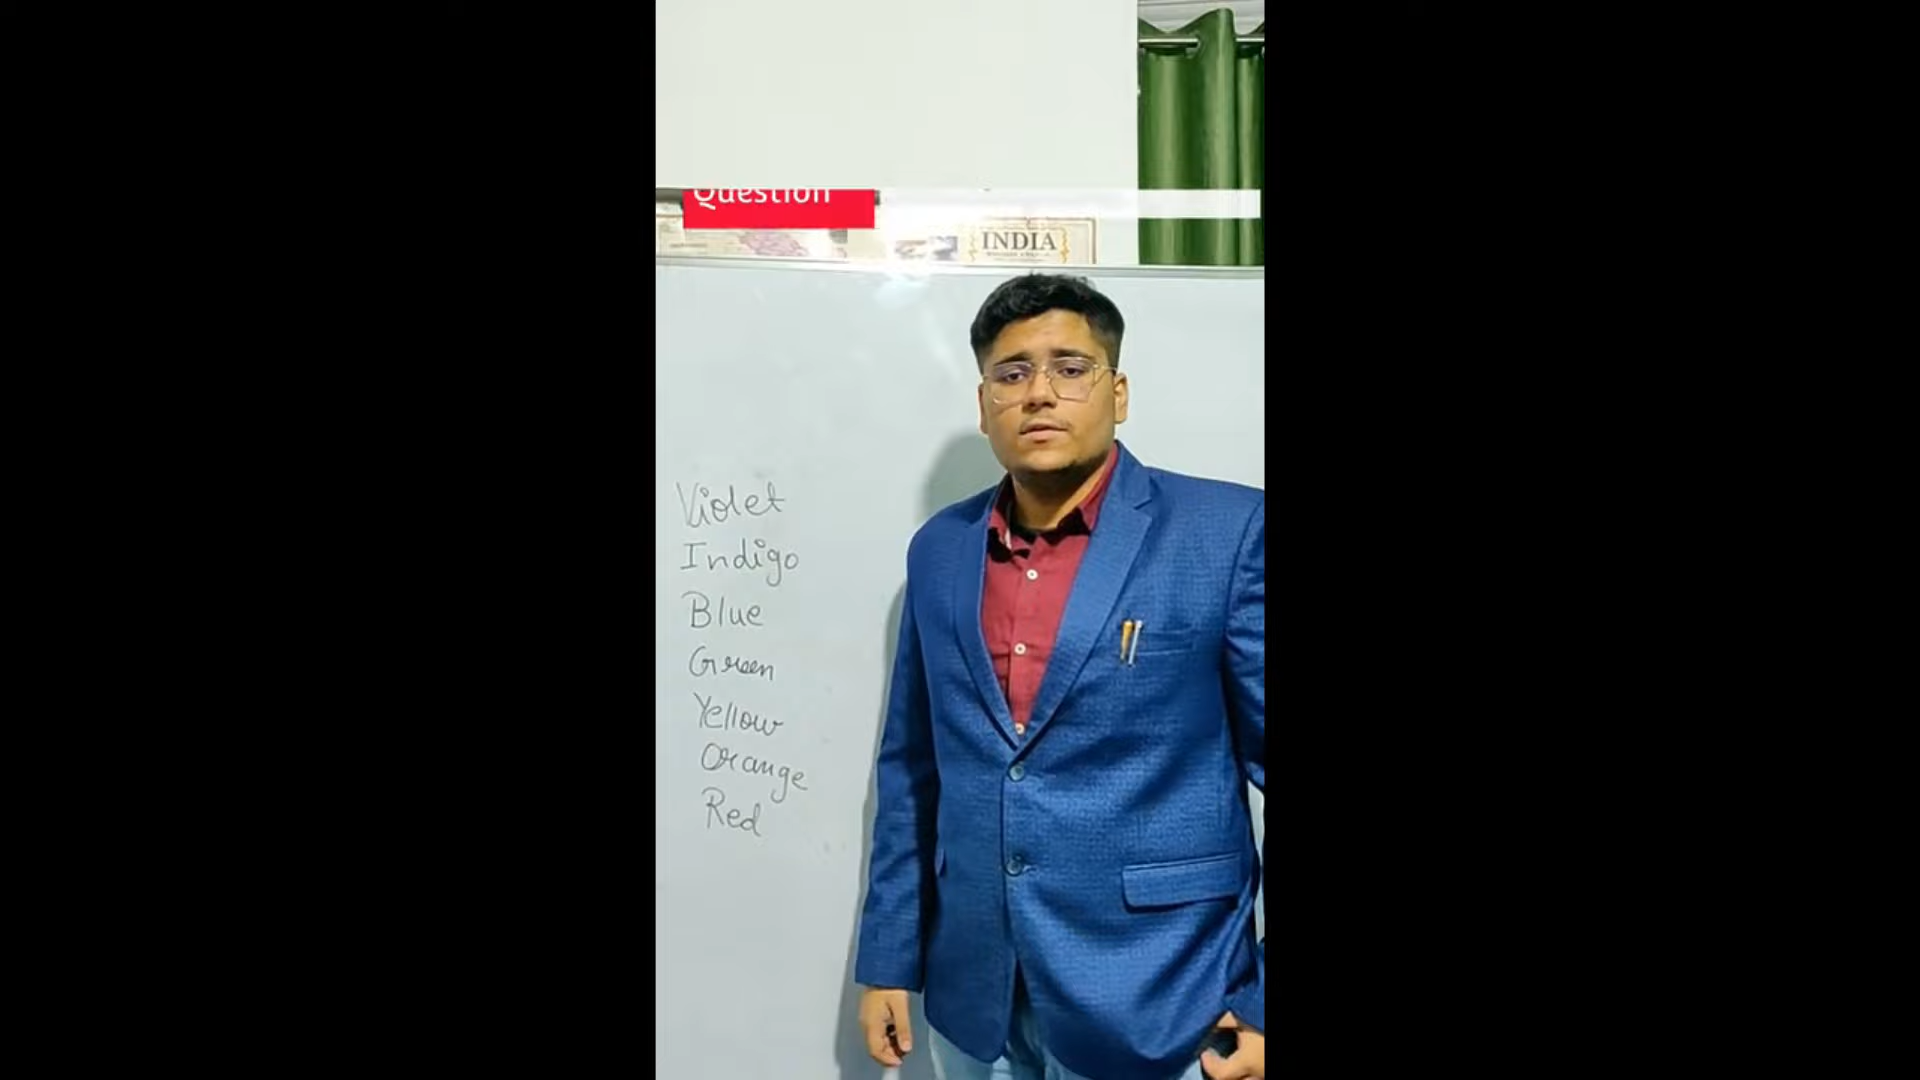 Question
INDIA
Violet
Indigo
Blue
Green
Yellow
Orange
Red